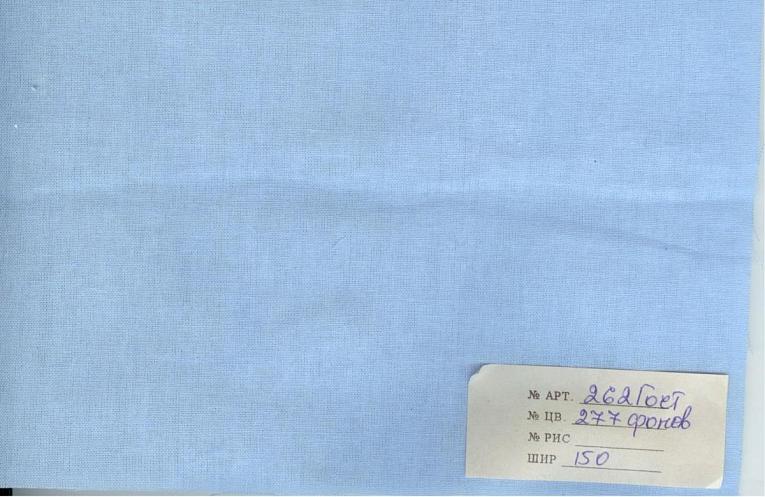 № АРТ. 262 Гост
№ ЦВ. 277 фонов
№ РИС
ШИР 150